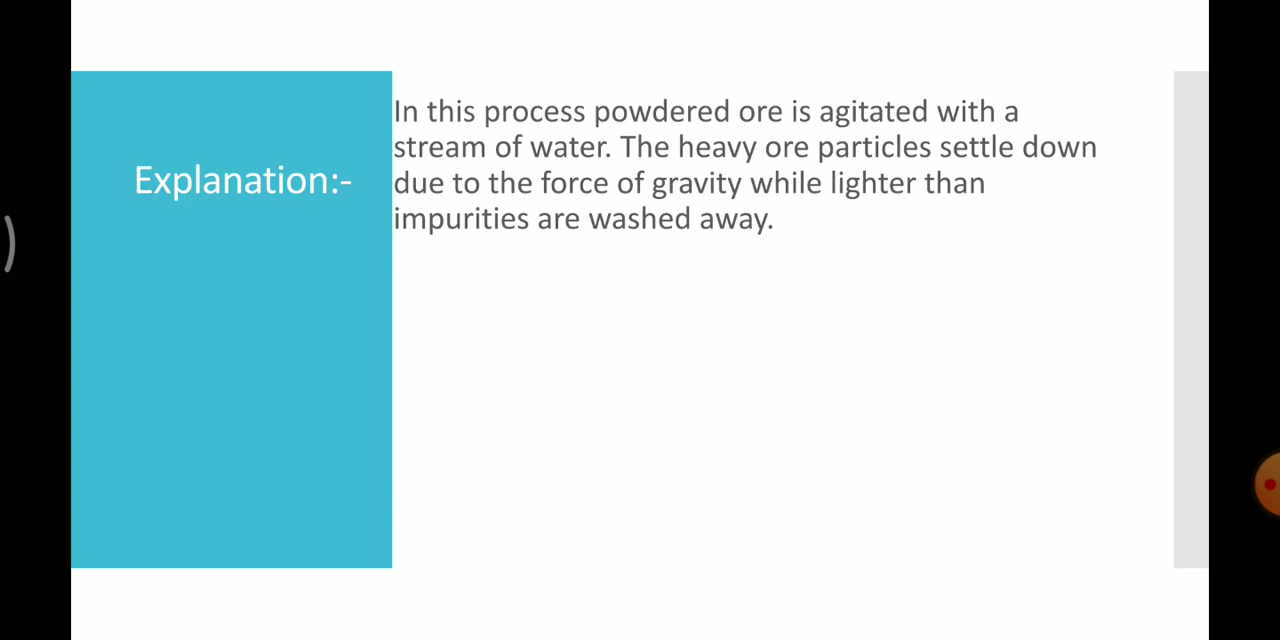 Explanation:-
In this process powdered ore is agitated with a
stream of water. The heavy ore particles settle down
due to the force of gravity while lighter than
impurities are washed away.